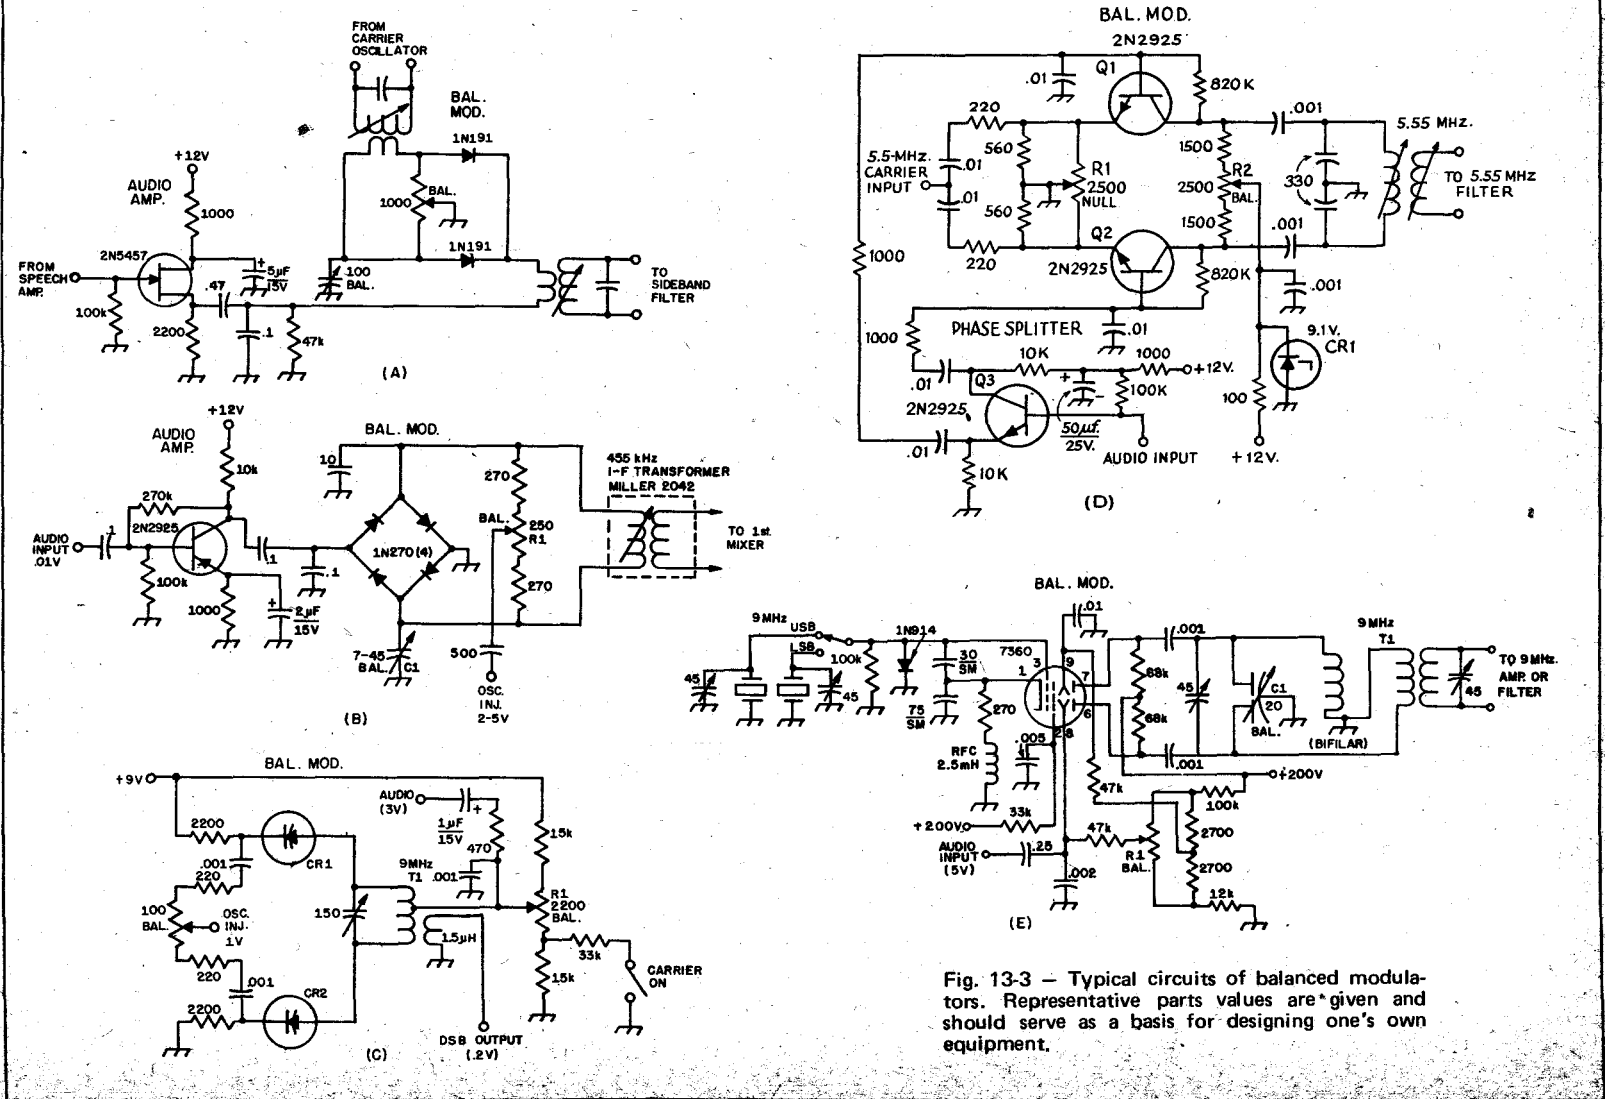 FROM
CARRIER
OSCILLATOR
BAL.
MOD.
1N191
+12V
AUDIO
AMP.
1000
BAL.
1000
2N5457
1N191
FROM
SPEECH
AMP.
5µF
15V
.47
100
BAL.
TO
SIDEBAND
FILTER
100k
2200
.1
47k
(A)
+12V
AUDIO
AMP.
BAL. MOD.
10k
10
270
455 kHz
I-F TRANSFORMER
MILLER 2042
270k
2N2925
BAL.
250
R1
AUDIO
INPUT
.01V
.1
.1
1N270(4)
TO 1st
MIXER
100k
.1
270
1000
2µF
15V
7-45
BAL.
C1
500
OSC.
INJ.
2-5V
(B)
BAL. MOD.
+9V
AUDIO
(3V)
1µF
15V
2200
CR1
470
15k
.001
220
9MHz
T1
.001
100
BAL.
OSC.
INJ.
1V
150
R1
2200
BAL.
1.5µH
220
.001
33k
CARRIER
ON
15k
2200
CR2
DSB OUTPUT
(.2V)
(C)
BAL. MOD.
2N2925
.01
Q1
820K
220
.001
5.55 MHz.
560
1500
5.5-MHz.
CARRIER
INPUT
.01
.01
R1
2500
NULL
R2
2500
BAL.
330
TO 5.55 MHz
FILTER
560
1500
.001
220
Q2
2N2925
1000
820K
.001
PHASE SPLITTER
.01
1000
9.1V.
CR1
10K
1000
+12V.
.01
Q3
+
-
100K
100
2N2925
50µf.
25V.
.01
10K
AUDIO INPUT
+12V.
(D)
BAL. MOD.
9MHz
USB
LSB
1N914
.01
.001
9MHz
T1
100k
30
SM
7360
1
3
9
7
68k
45
45
45
C1
20
BAL.
45
TO 9MHz.
AMP. OR
FILTER
75
SM
270
6
68k
2
8
(BIFILAR)
.005
.001
RFC
2.5mH
+200V
47k
100k
+200V
33k
47k
2700
AUDIO
INPUT
(5V)
.25
R1
BAL.
2700
.002
12k
(E)
Fig. 13-3 — Typical circuits of balanced modula-
tors. Representative parts values are given and
should serve as a basis for designing one's own
equipment.